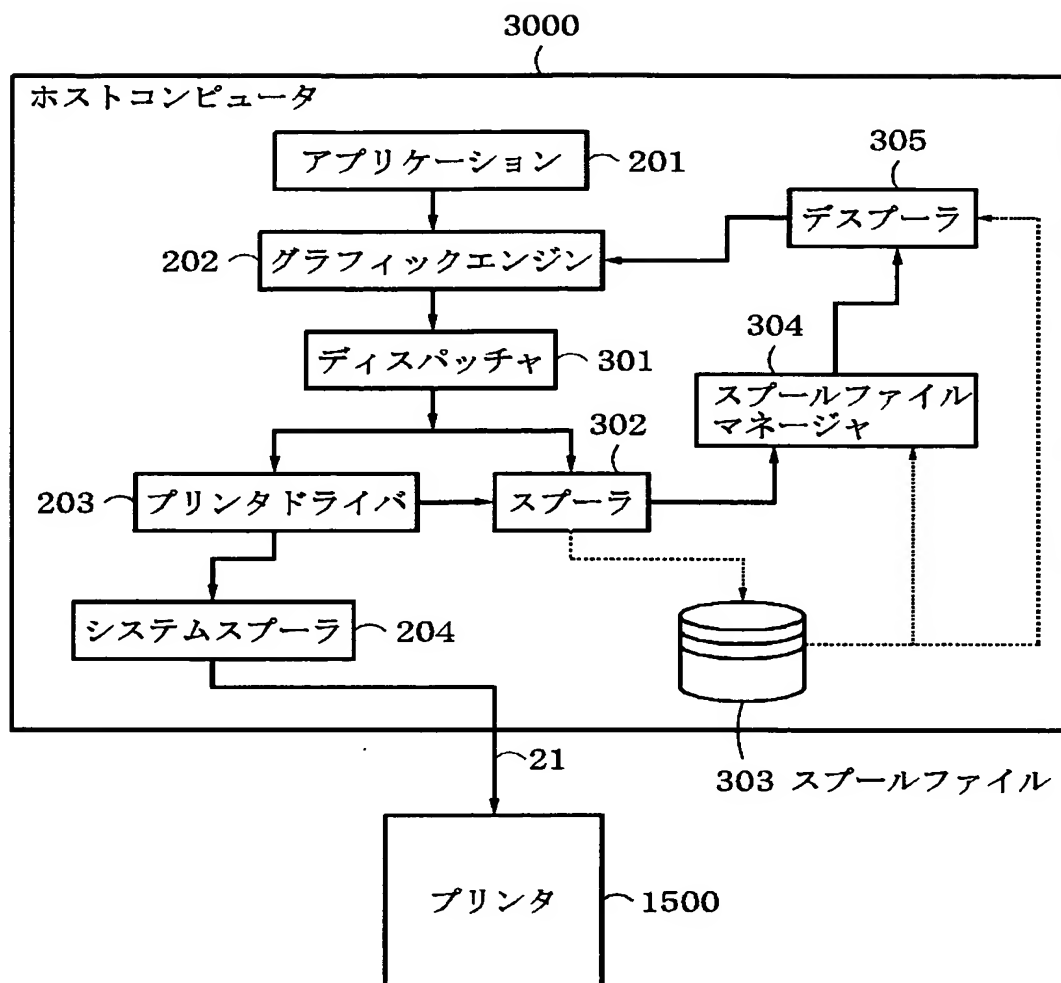 3000
ホストコンピュータ
アプリケーション
201
305
デスプーラ
202
グラフィックエンジン
ディスパッチャ
301
304
スプールファイル
マネージャ
302
203
プリンタドライバ
スプーラ
システムスプーラ
204
21
303 スプールファイル
プリンタ
1500